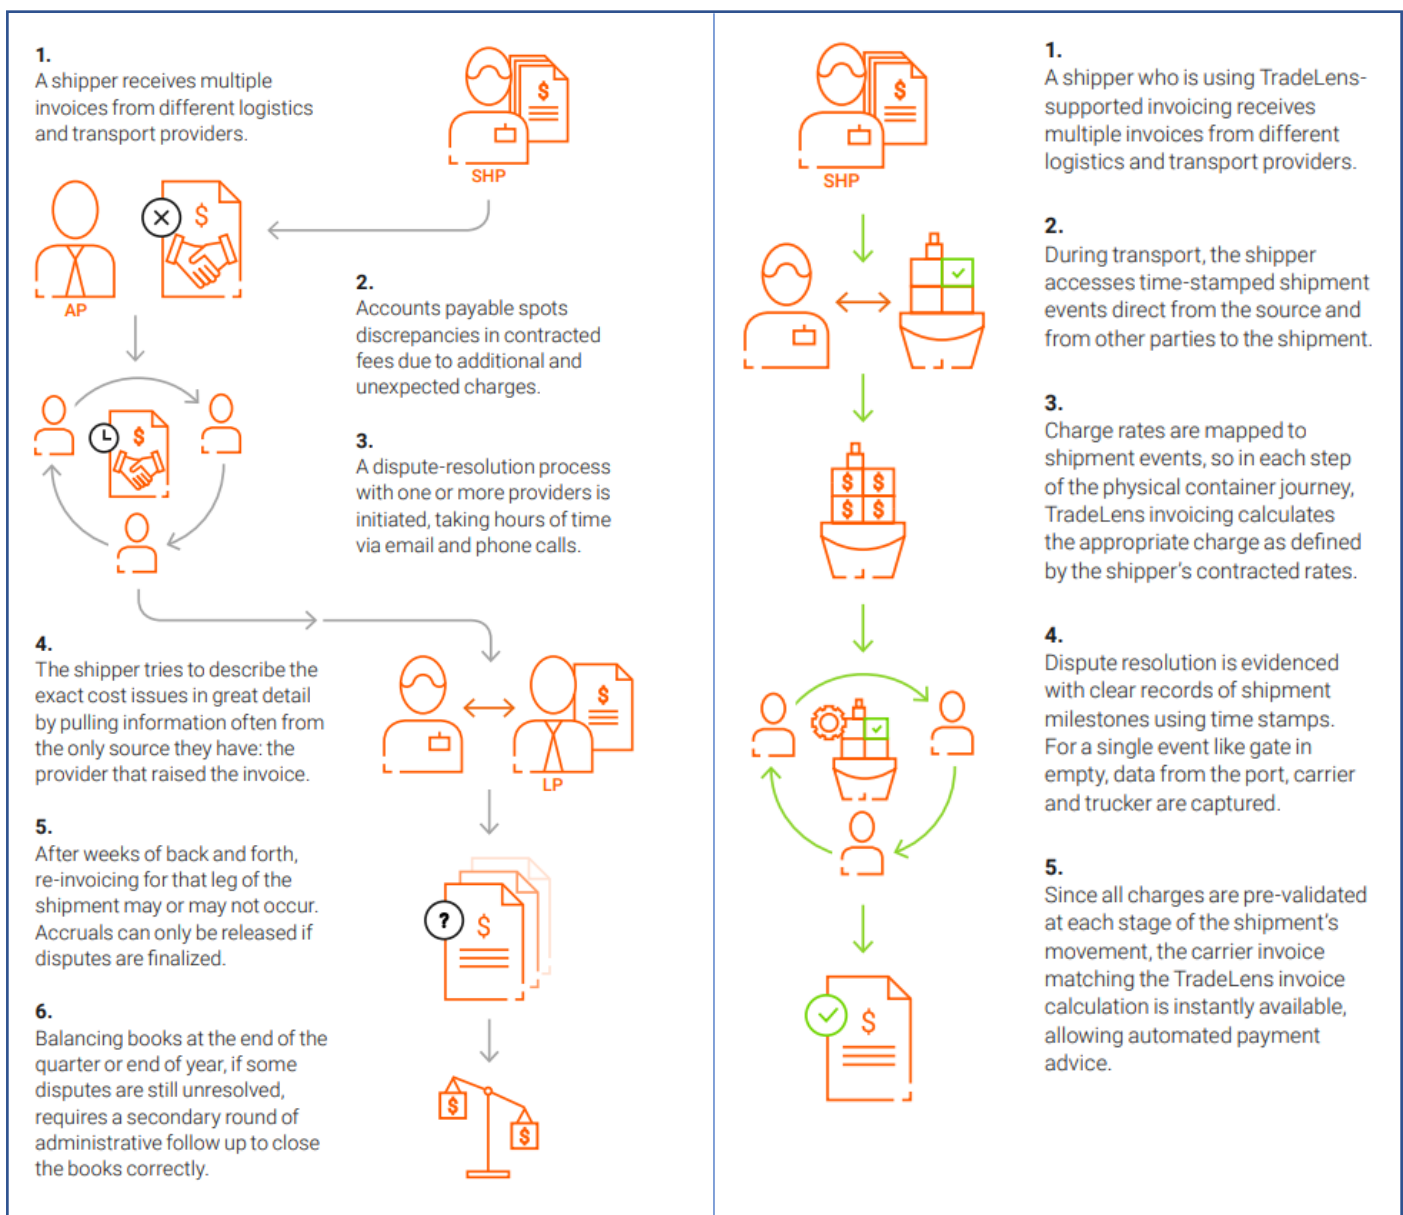 1.
A shipper receives multiple
invoices from different logistics
and transport providers.
$
SHP
$
AP
2.
Accounts payable spots
discrepancies in contracted
fees due to additional and
unexpected charges.
$
3.
A dispute-resolution process
with one or more providers is
initiated, taking hours of time
via email and phone calls.
4.
The shipper tries to describe the
exact cost issues in great detail
by pulling information often from
the only source they have: the
provider that raised the invoice.
$
LP
5.
After weeks of back and forth,
re-invoicing for that leg of the
shipment may or may not occur.
Accruals can only be released if
disputes are finalized.
? $
6.
Balancing books at the end of the
quarter or end of year, if some
disputes are still unresolved,
requires a secondary round of
administrative follow up to close
the books correctly.
$
$
$
SHP
1.
A shipper who is using TradeLens-
supported invoicing receives
multiple invoices from different
logistics and transport providers.
2.
During transport, the shipper
accesses time-stamped shipment
events direct from the source and
from other parties to the shipment.
3.
Charge rates are mapped to
shipment events, so in each step
of the physical container journey,
TradeLens invoicing calculates
the appropriate charge as defined
by the shipper's contracted rates.
$ $
$ $
4.
Dispute resolution is evidenced
with clear records of shipment
milestones using time stamps.
For a single event like gate in
empty, data from the port, carrier
and trucker are captured.
5.
Since all charges are pre-validated
at each stage of the shipment's
movement, the carrier invoice
matching the TradeLens invoice
calculation is instantly available,
allowing automated payment
advice.
$